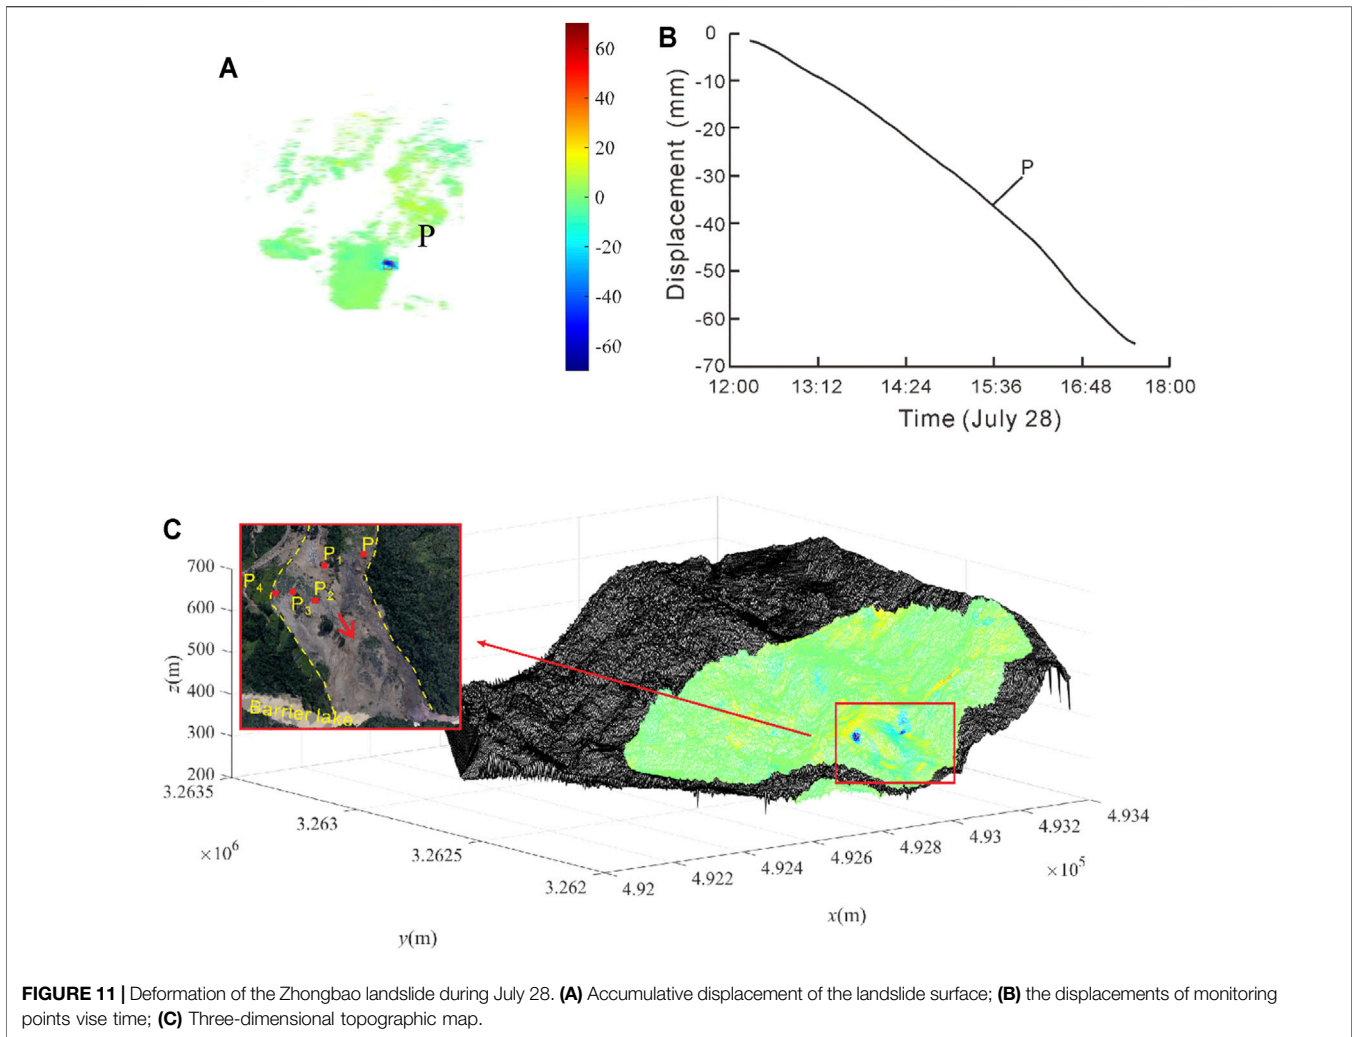 A
60
40
20
0
-20
-40
-60
P
B
0
-10
-20
-30
-40
-50
-60
-70
Displacement (mm)
P
12:00 13:12 14:24 15:36 16:48 18:00
Time (July 28)
C
P1
P
P4
P3
P2
Barrier lake
700
600
500
400
300
200
z(m)
3.2635
3.263
3.2625
3.262
×10^6
y(m)
4.92
4.922
4.924
4.926
4.928
4.93
4.932
4.934
×10^5
x(m)
FIGURE 11 | Deformation of the Zhongbao landslide during July 28. (A) Accumulative displacement of the landslide surface; (B) the displacements of monitoring
points vise time; (C) Three-dimensional topographic map.